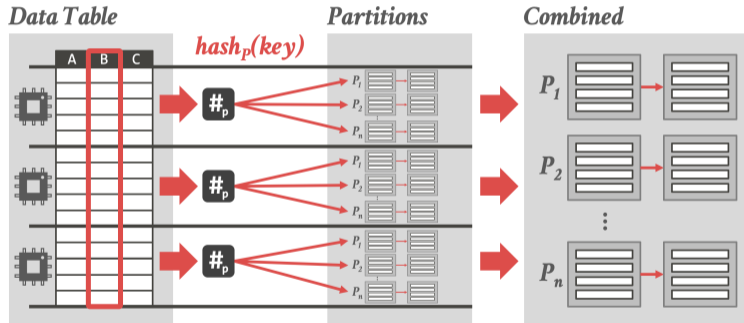 Data Table
hashP(key)
Partitions
Combined
A B C
#p
P1
P2
Pn
#p
P1
P2
Pn
#p
P1
P2
Pn
P1
P2
⋮
Pn